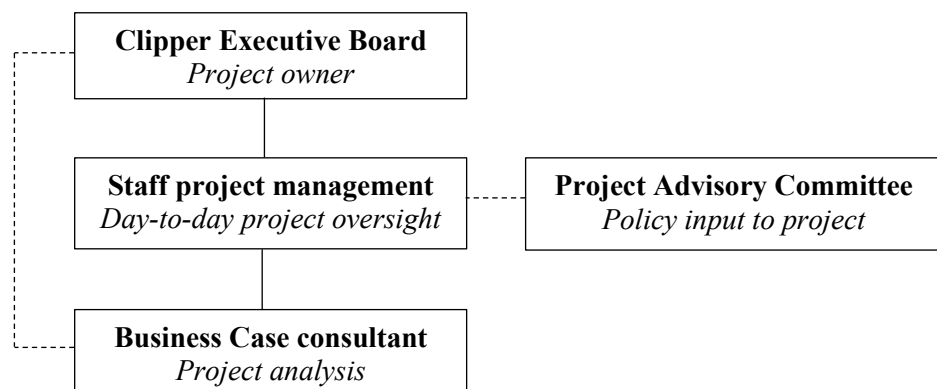 Clipper Executive Board
Project owner
Staff project management
Day-to-day project oversight
Project Advisory Committee
Policy input to project
Business Case consultant
Project analysis